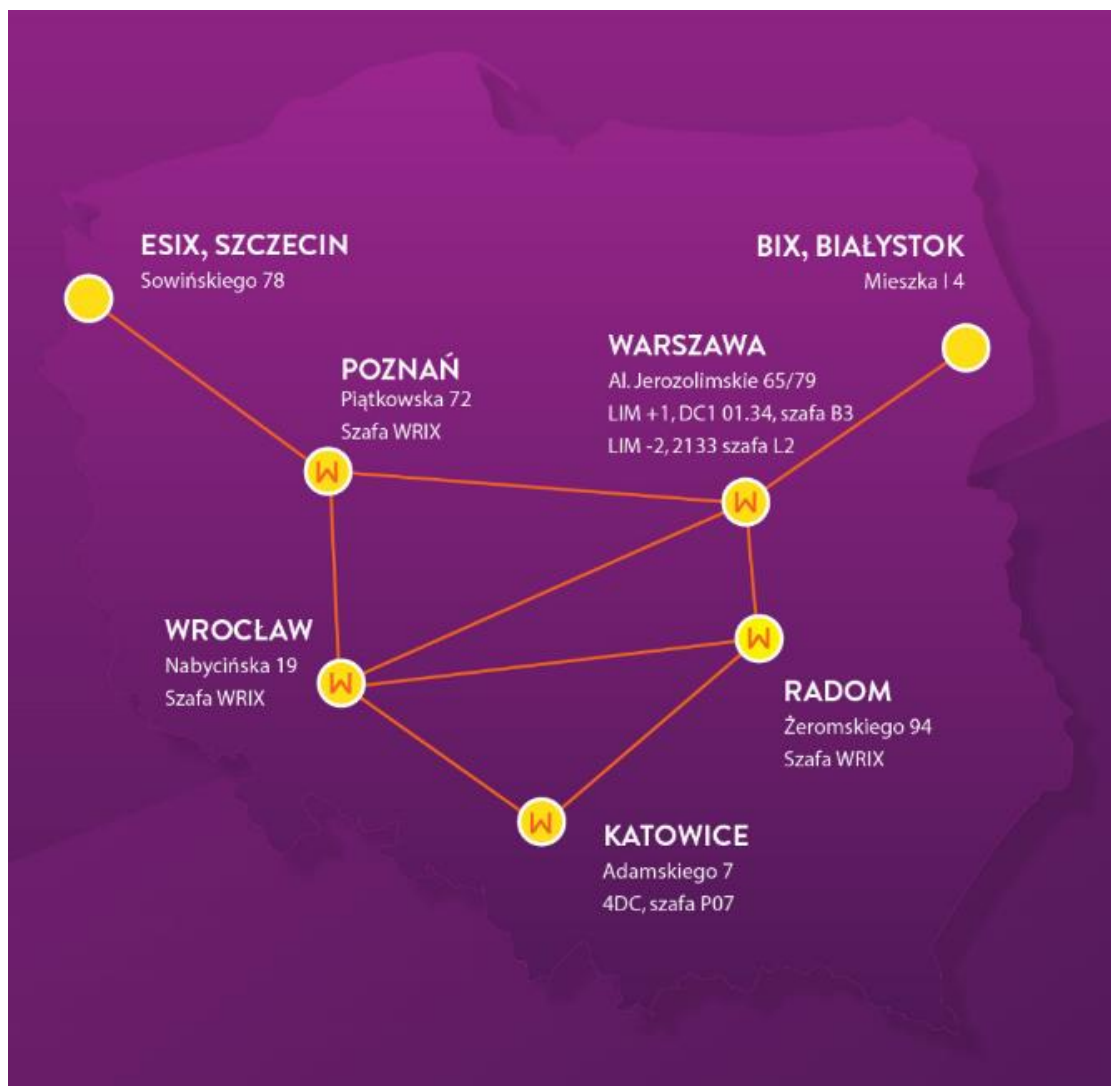 ESIX, SZCZECIN
Sowińskiego 78
BIX, BIAŁYSTOK
Mieszka I 4
POZNAŃ
Piątkowska 72
Szafa WRIX
WARSZAWA
Al. Jerozolimskie 65/79
LIM +1, DC1 01.34, szafa B3
LIM -2, 2133 szafa L2
W
W
WROCŁAW
Nabycińska 19
Szafa WRIX
W
W
RADOM
Żeromskiego 94
Szafa WRIX
W
KATOWICE
Adamskiego 7
4DC, szafa P07